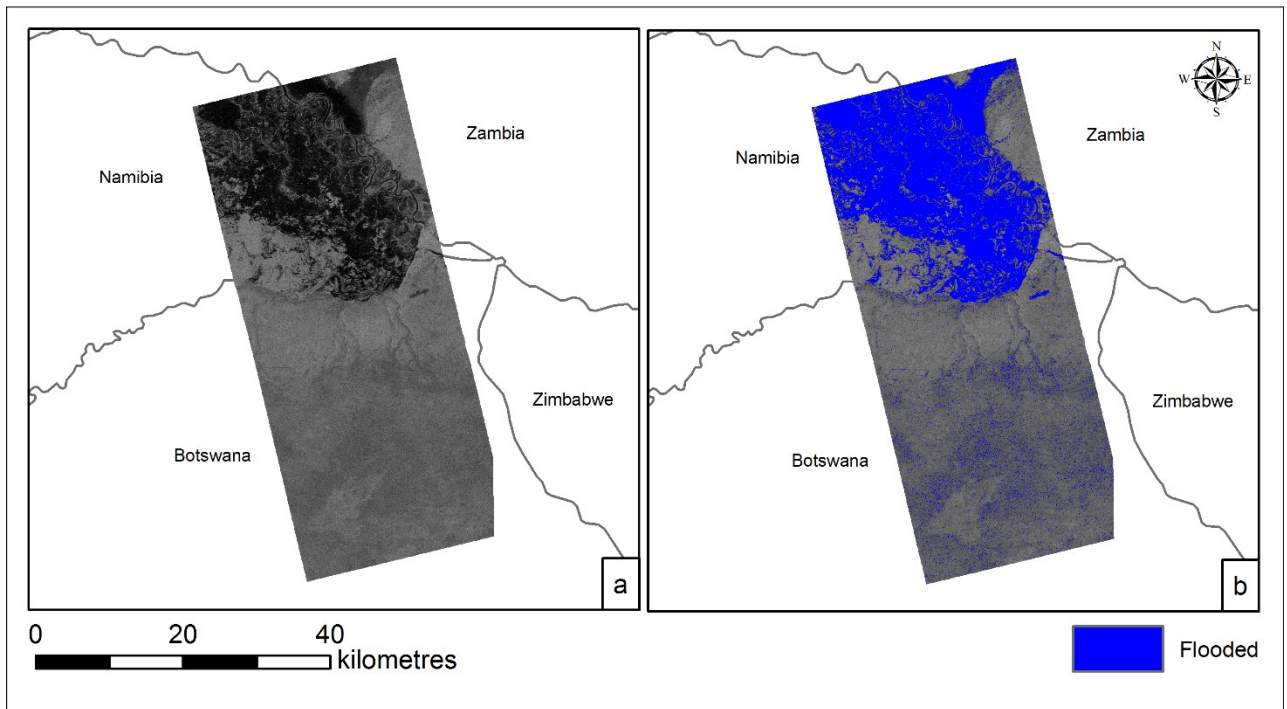 Namibia
Zambia
Zimbabwe
Botswana
a
N
W E
S
Namibia
Zambia
Zimbabwe
Botswana
b
0 20 40
kilometres
Flooded